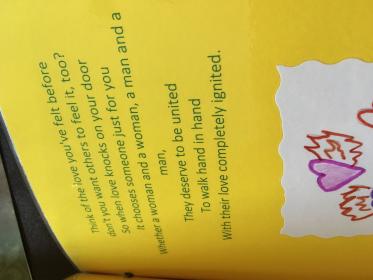 Think of the love you've felt before
don't you want others to feel it, too?
So when love knocks on your door
It chooses someone just for you
Whether a woman and a woman, a man and a
man,
They deserve to be united
To walk hand in hand
With their love completely ignited.